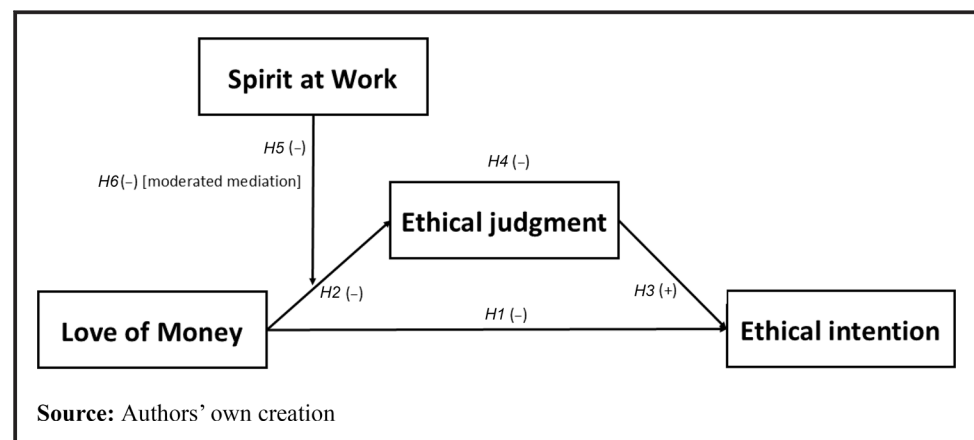 Spirit at Work
H5 (–)
H4 (–)
H6(–) [moderated mediation]
Ethical judgment
H2 (–)
H3 (+)
H1 (–)
Love of Money
Ethical intention
Source: Authors’ own creation